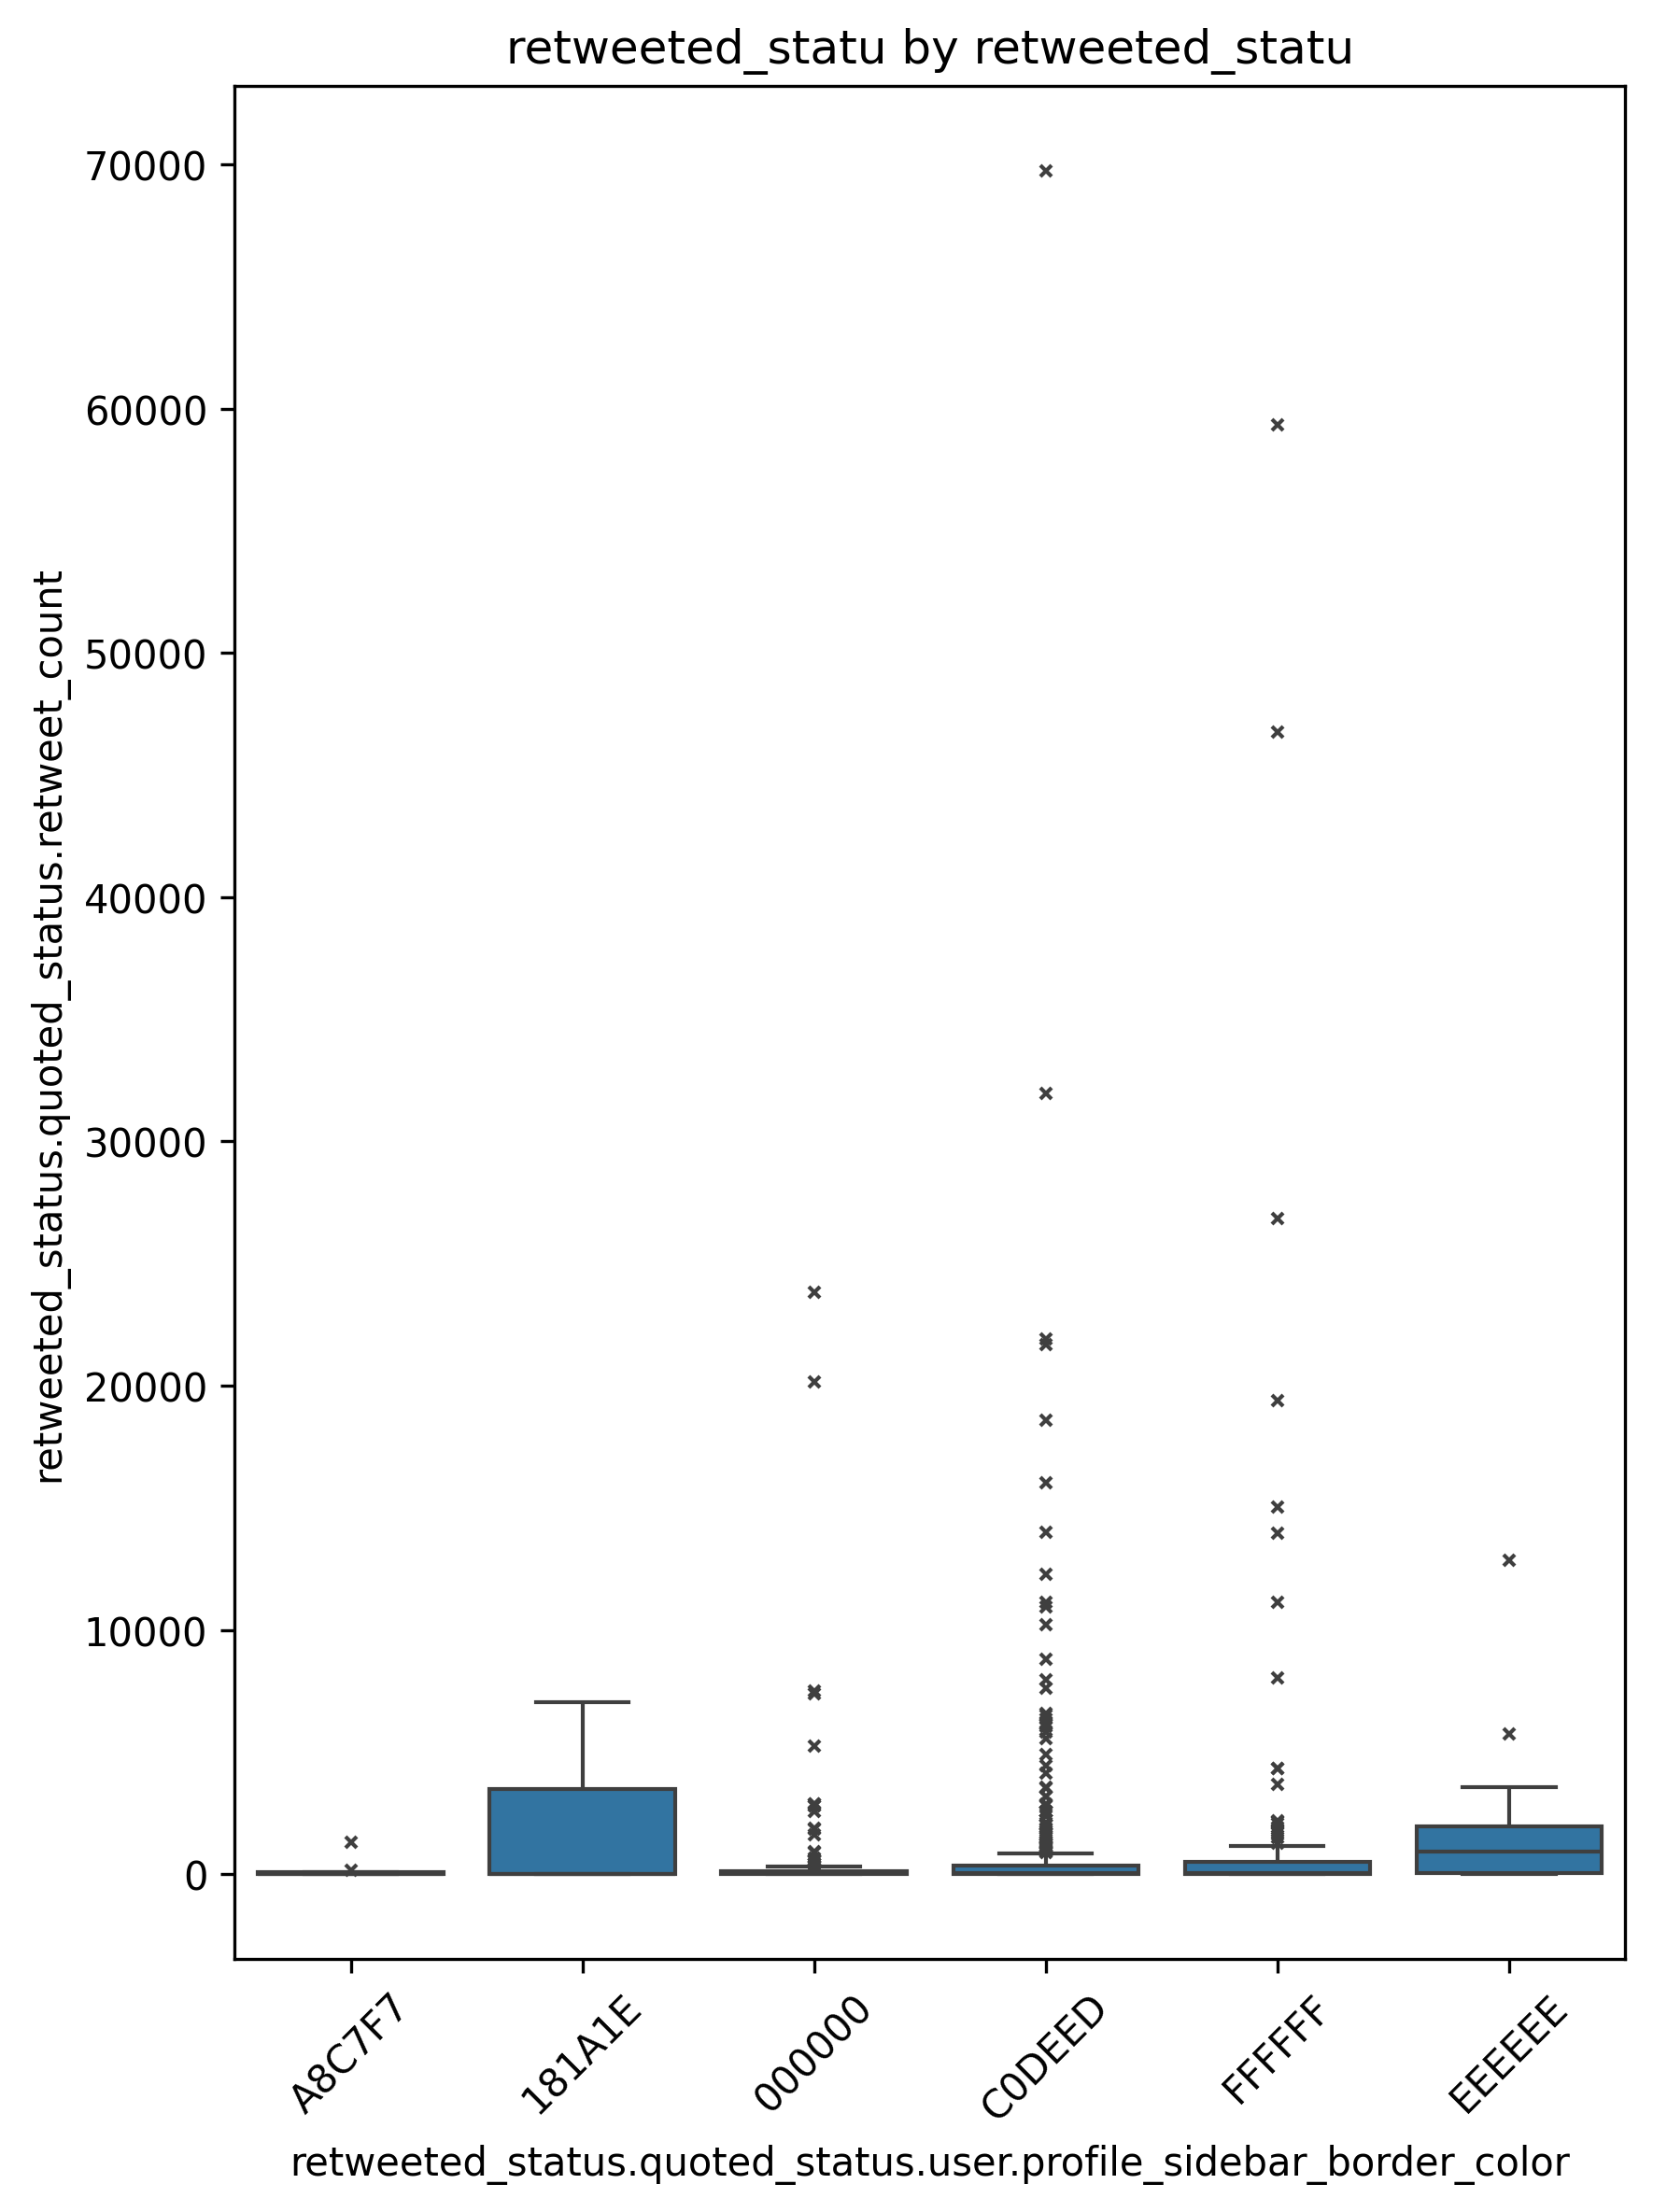 retweeted_statu by retweeted_statu
retweeted_status.quoted_status.retweet_count
70000
60000
50000
40000
30000
20000
10000
0
A8C7F7
181A1E
000000
C0DEED
FFFFFF
EEEEEE
retweeted_status.quoted_status.user.profile_sidebar_border_color